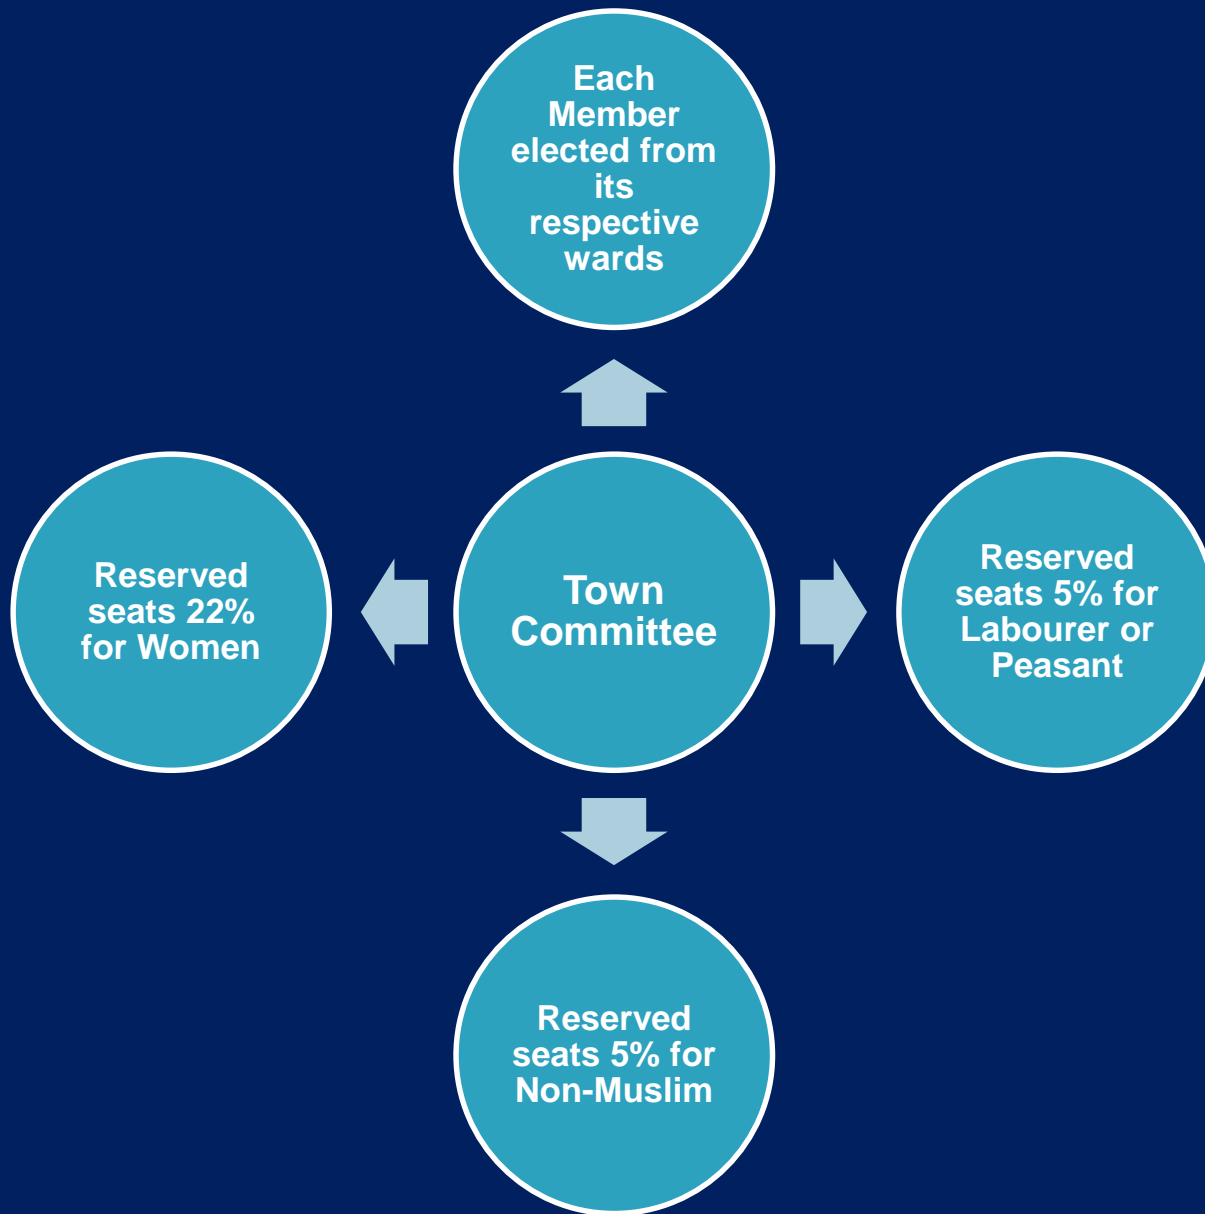 Each
Member
elected from
its
respective
wards
Reserved
seats 22%
for Women
Town
Committee
Reserved
seats 5% for
Labourer or
Peasant
Reserved
seats 5% for
Non-Muslim